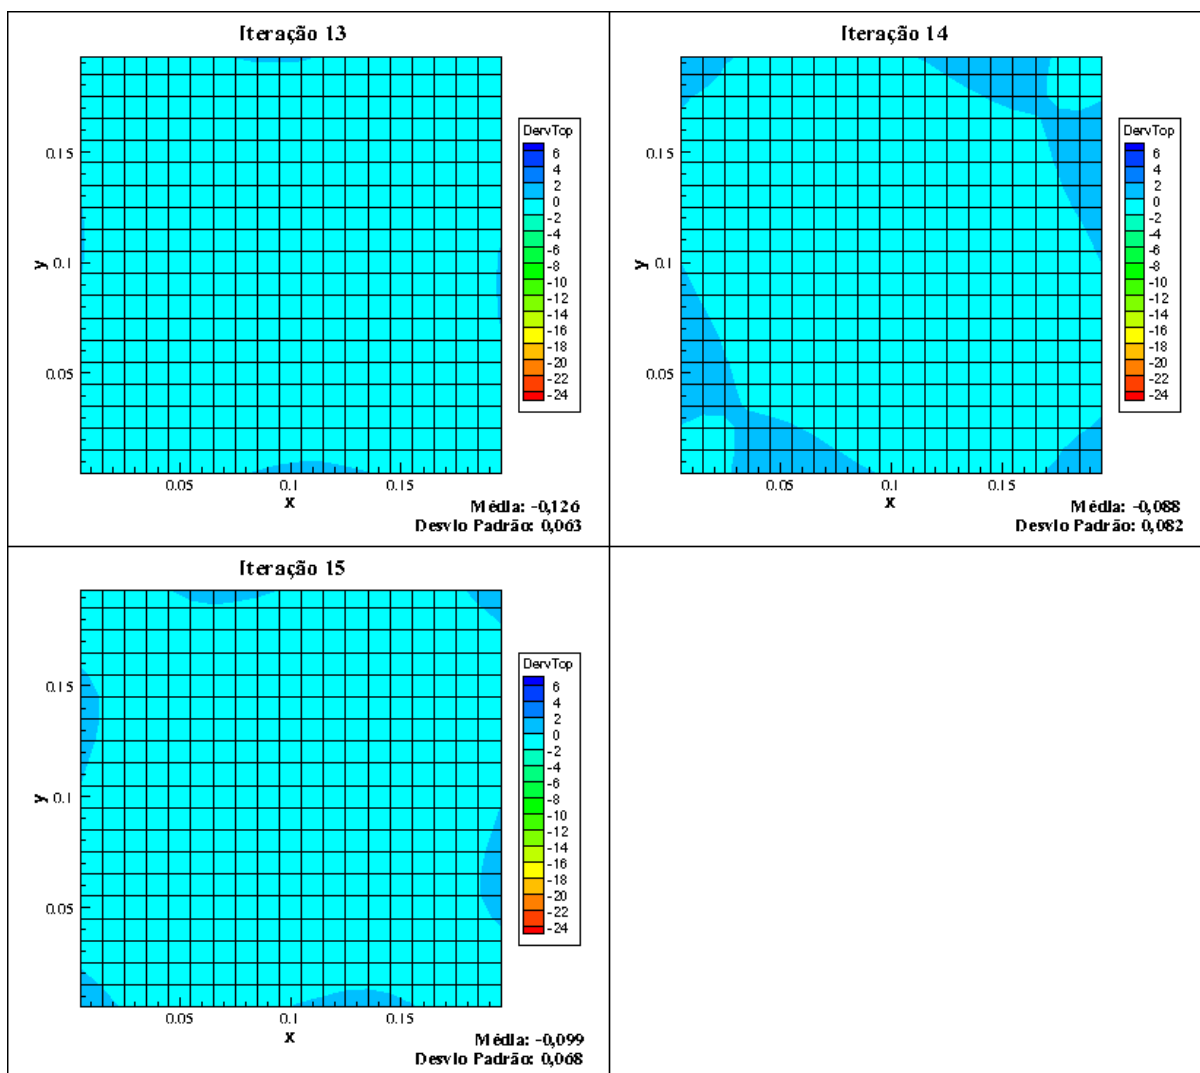 Iteração 13
DervTop
6
4
2
0
-2
-4
-6
-8
-10
-12
-14
-16
-18
-20
-22
-24
0.15
y 0.1
0.05
0.05 0.1 0.15
x
Média: -0,126
Desvio Padrão: 0,063
Iteração 14
DervTop
6
4
2
0
-2
-4
-6
-8
-10
-12
-14
-16
-18
-20
-22
-24
0.15
y 0.1
0.05
0.05 0.1 0.15
x
Média: -0,088
Desvio Padrão: 0,082
Iteração 15
DervTop
6
4
2
0
-2
-4
-6
-8
-10
-12
-14
-16
-18
-20
-22
-24
0.15
y 0.1
0.05
0.05 0.1 0.15
x
Média: -0,099
Desvio Padrão: 0,068